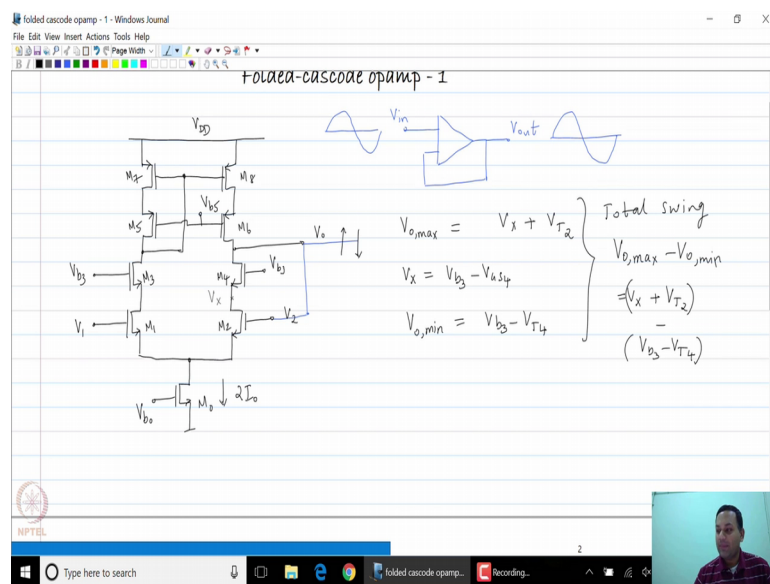 folded cascode opamp - 1 - Windows Journal
File Edit View Insert Actions Tools Help
Page Width
B I
Folded-cascode opamp - 1
VDD
Vin
Vout
M7
M8
Vb5
M5
M6
Vo
Vb3
M3
M4
Vb3
Vx
V1
M1
M2
V2
Vb0
M0
2I0
Vo,max = Vx + VT2
Vx = Vb3 - VGS4
Vo,min = Vb3 - VT4
Total swing
Vo,max - Vo,min
=(Vx + VT2)
-
(Vb3 - VT4)
NPTEL
2
Type here to search
folded cascode opamp...
Recording...